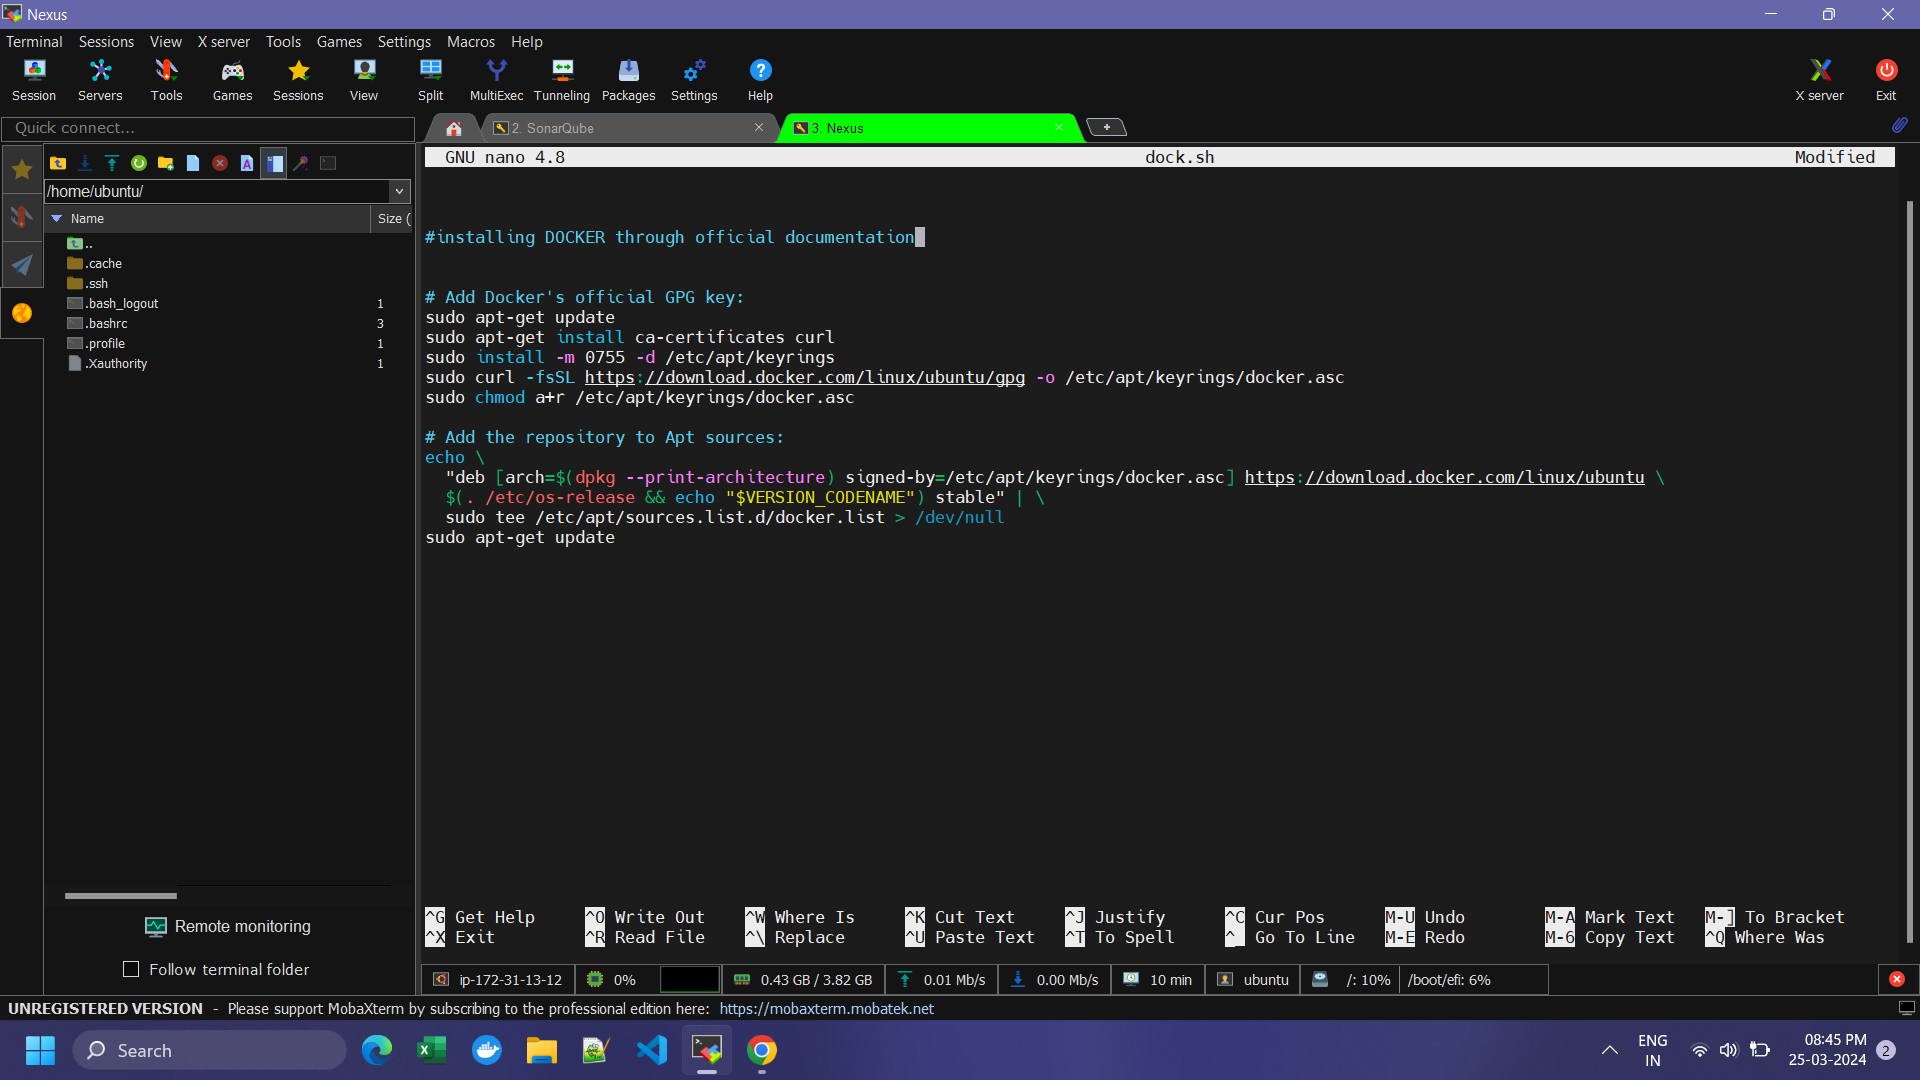 Nexus
Terminal Sessions View X server Tools Games Settings Macros Help
Session Servers Tools Games Sessions View Split MultiExec Tunneling Packages Settings Help X server Exit
Quick connect...
2. SonarQube
3. Nexus
/home/ubuntu/
Name Size (
..
.cache
.ssh
.bash_logout 1
.bashrc 3
.profile 1
.Xauthority 1
Remote monitoring
Follow terminal folder
GNU nano 4.8 dock.sh Modified
#installing DOCKER through official documentation
# Add Docker's official GPG key:
sudo apt-get update
sudo apt-get install ca-certificates curl
sudo install -m 0755 -d /etc/apt/keyrings
sudo curl -fsSL https://download.docker.com/linux/ubuntu/gpg -o /etc/apt/keyrings/docker.asc
sudo chmod a+r /etc/apt/keyrings/docker.asc
# Add the repository to Apt sources:
echo \
"deb [arch=$(dpkg --print-architecture) signed-by=/etc/apt/keyrings/docker.asc] https://download.docker.com/linux/ubuntu \
$(. /etc/os-release && echo "$VERSION_CODENAME") stable" | \
sudo tee /etc/apt/sources.list.d/docker.list > /dev/null
sudo apt-get update
^G Get Help ^O Write Out ^W Where Is ^K Cut Text ^J Justify ^C Cur Pos M-U Undo M-A Mark Text M-] To Bracket
^X Exit ^R Read File ^\ Replace ^U Paste Text ^T To Spell ^_ Go To Line M-E Redo M-6 Copy Text ^Q Where Was
ip-172-31-13-12 0% 0.43 GB / 3.82 GB 0.01 Mb/s 0.00 Mb/s 10 min ubuntu /: 10% /boot/efi: 6%
UNREGISTERED VERSION - Please support MobaXterm by subscribing to the professional edition here: https://mobaxterm.mobatek.net
Search
ENG
IN
08:45 PM
25-03-2024
2